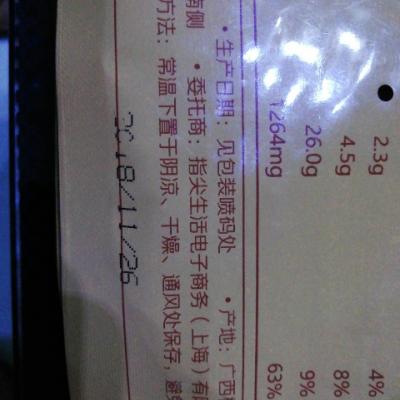 2.3g 4%
4.5g 8%
26.0g 9%
1264mg 63%
• 生产日期：见包装喷码处 • 产地：广西
南侧 • 委托商：指尖生活电子商务（上海）有
方法：常温下置于阴凉、干燥、通风处保存，避
2018/11/26